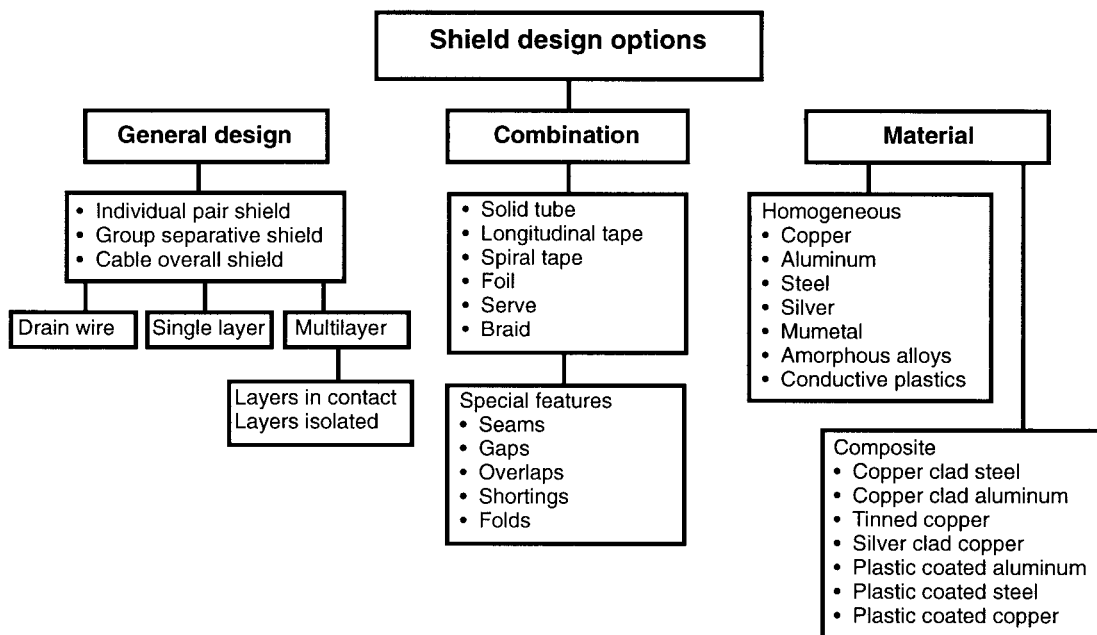 Shield design options
General design
• Individual pair shield
• Group separative shield
• Cable overall shield
Drain wire
Single layer
Multilayer
Layers in contact
Layers isolated
Combination
• Solid tube
• Longitudinal tape
• Spiral tape
• Foil
• Serve
• Braid
Special features
• Seams
• Gaps
• Overlaps
• Shortings
• Folds
Material
Homogeneous
• Copper
• Aluminum
• Steel
• Silver
• Mumetal
• Amorphous alloys
• Conductive plastics
Composite
• Copper clad steel
• Copper clad aluminum
• Tinned copper
• Silver clad copper
• Plastic coated aluminum
• Plastic coated steel
• Plastic coated copper